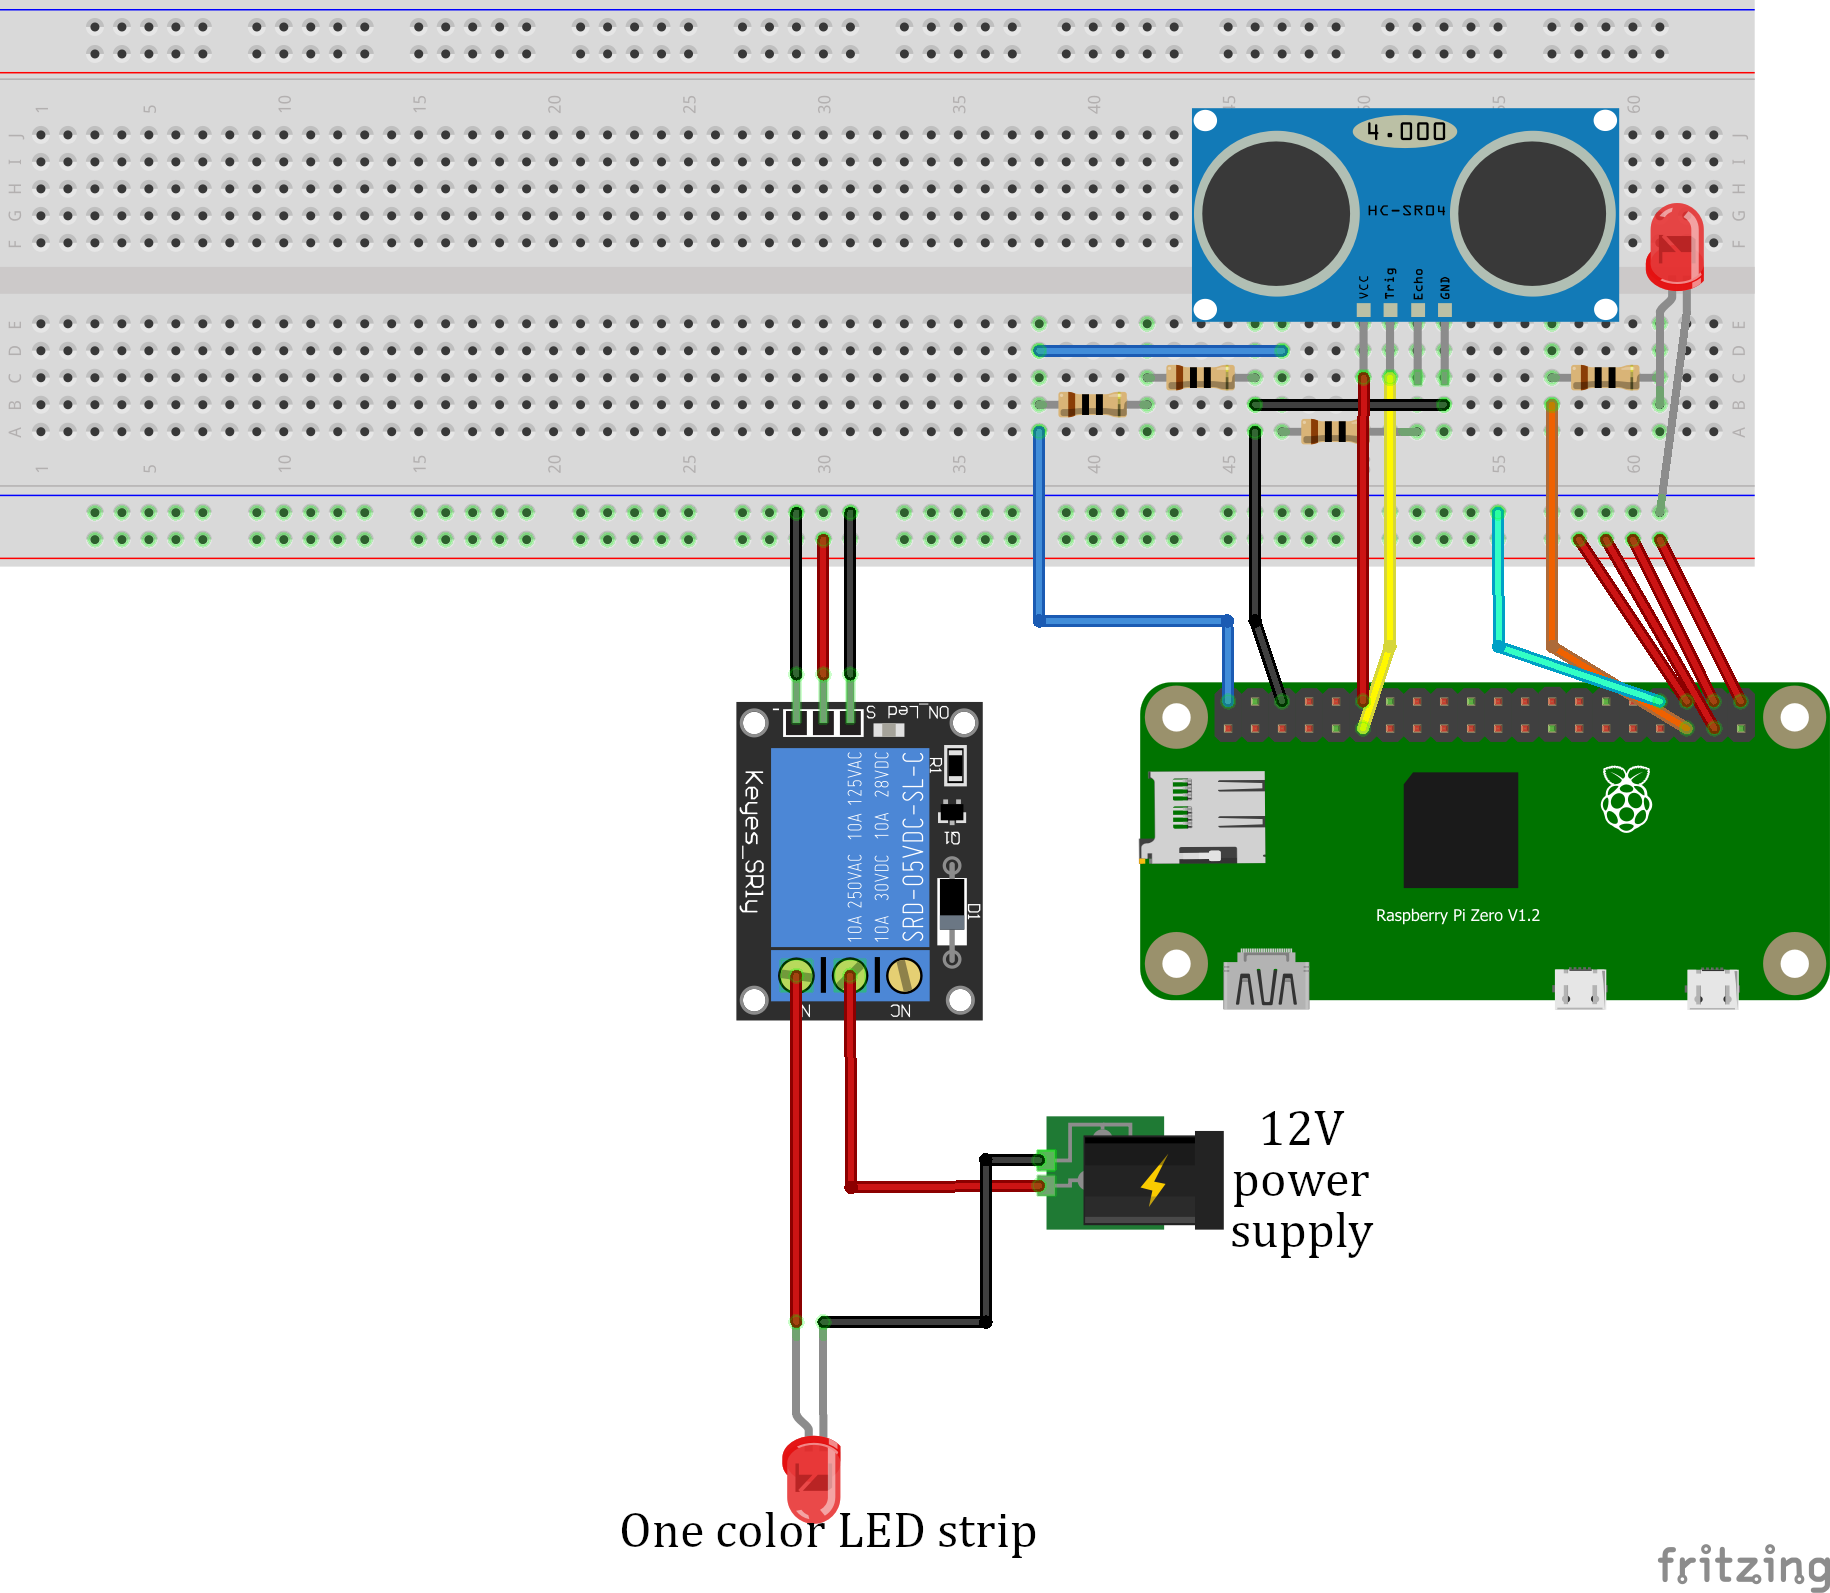 1 5 10 15 20 25 30 35 40 45 50 55 60
J J
I I
H H
G G
F F
4.000
HC-SR04
VCC Trig Echo GND
E E
D D
C C
B B
A A
1 5 10 15 20 25 30 35 40 45 55 60
- S ON_Led
Keyes_SRly
10A 250VAC 10A 125VAC
10A 30VDC 10A 28VDC
SRD-05VDC-SL-C
R1
Q1
D1
N NC
Raspberry Pi Zero V1.2
12V
power
supply
One color LED strip
fritzing